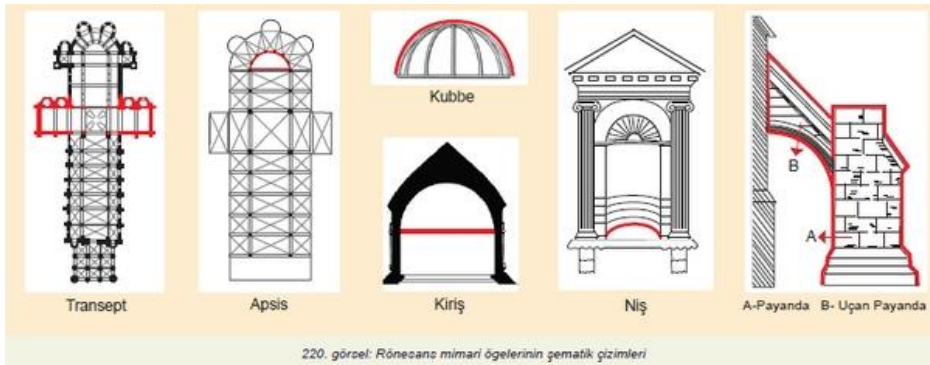 Kubbe
B
A
Transept
Apsis
Kiriş
Niş
A-Payanda B- Uçan Payanda
220. görsel: Rönesans mimari ögelerinin şematik çizimleri